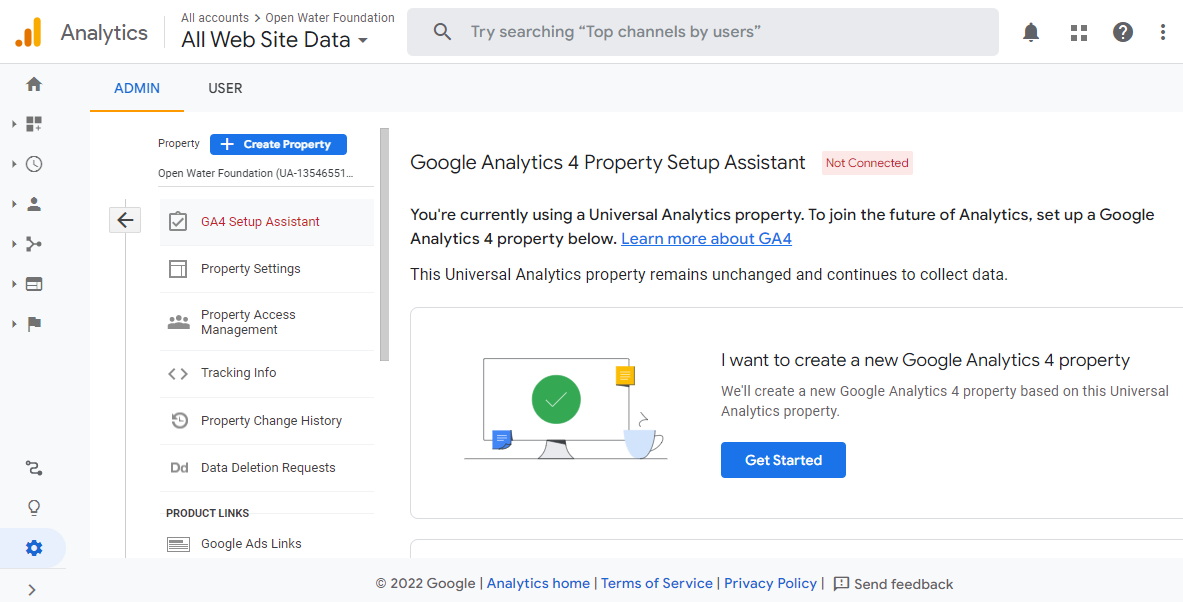 Analytics
All accounts > Open Water Foundation
All Web Site Data
Try searching “Top channels by users”
ADMIN
USER
Property
Create Property
Open Water Foundation (UA-13546551…
GA4 Setup Assistant
Property Settings
Property Access
Management
Tracking Info
Property Change History
Dd Data Deletion Requests
PRODUCT LINKS
Google Ads Links
Google Analytics 4 Property Setup Assistant
Not Connected
You're currently using a Universal Analytics property. To join the future of Analytics, set up a Google
Analytics 4 property below. Learn more about GA4
This Universal Analytics property remains unchanged and continues to collect data.
I want to create a new Google Analytics 4 property
We'll create a new Google Analytics 4 property based on this Universal
Analytics property.
Get Started
© 2022 Google | Analytics home | Terms of Service | Privacy Policy | Send feedback